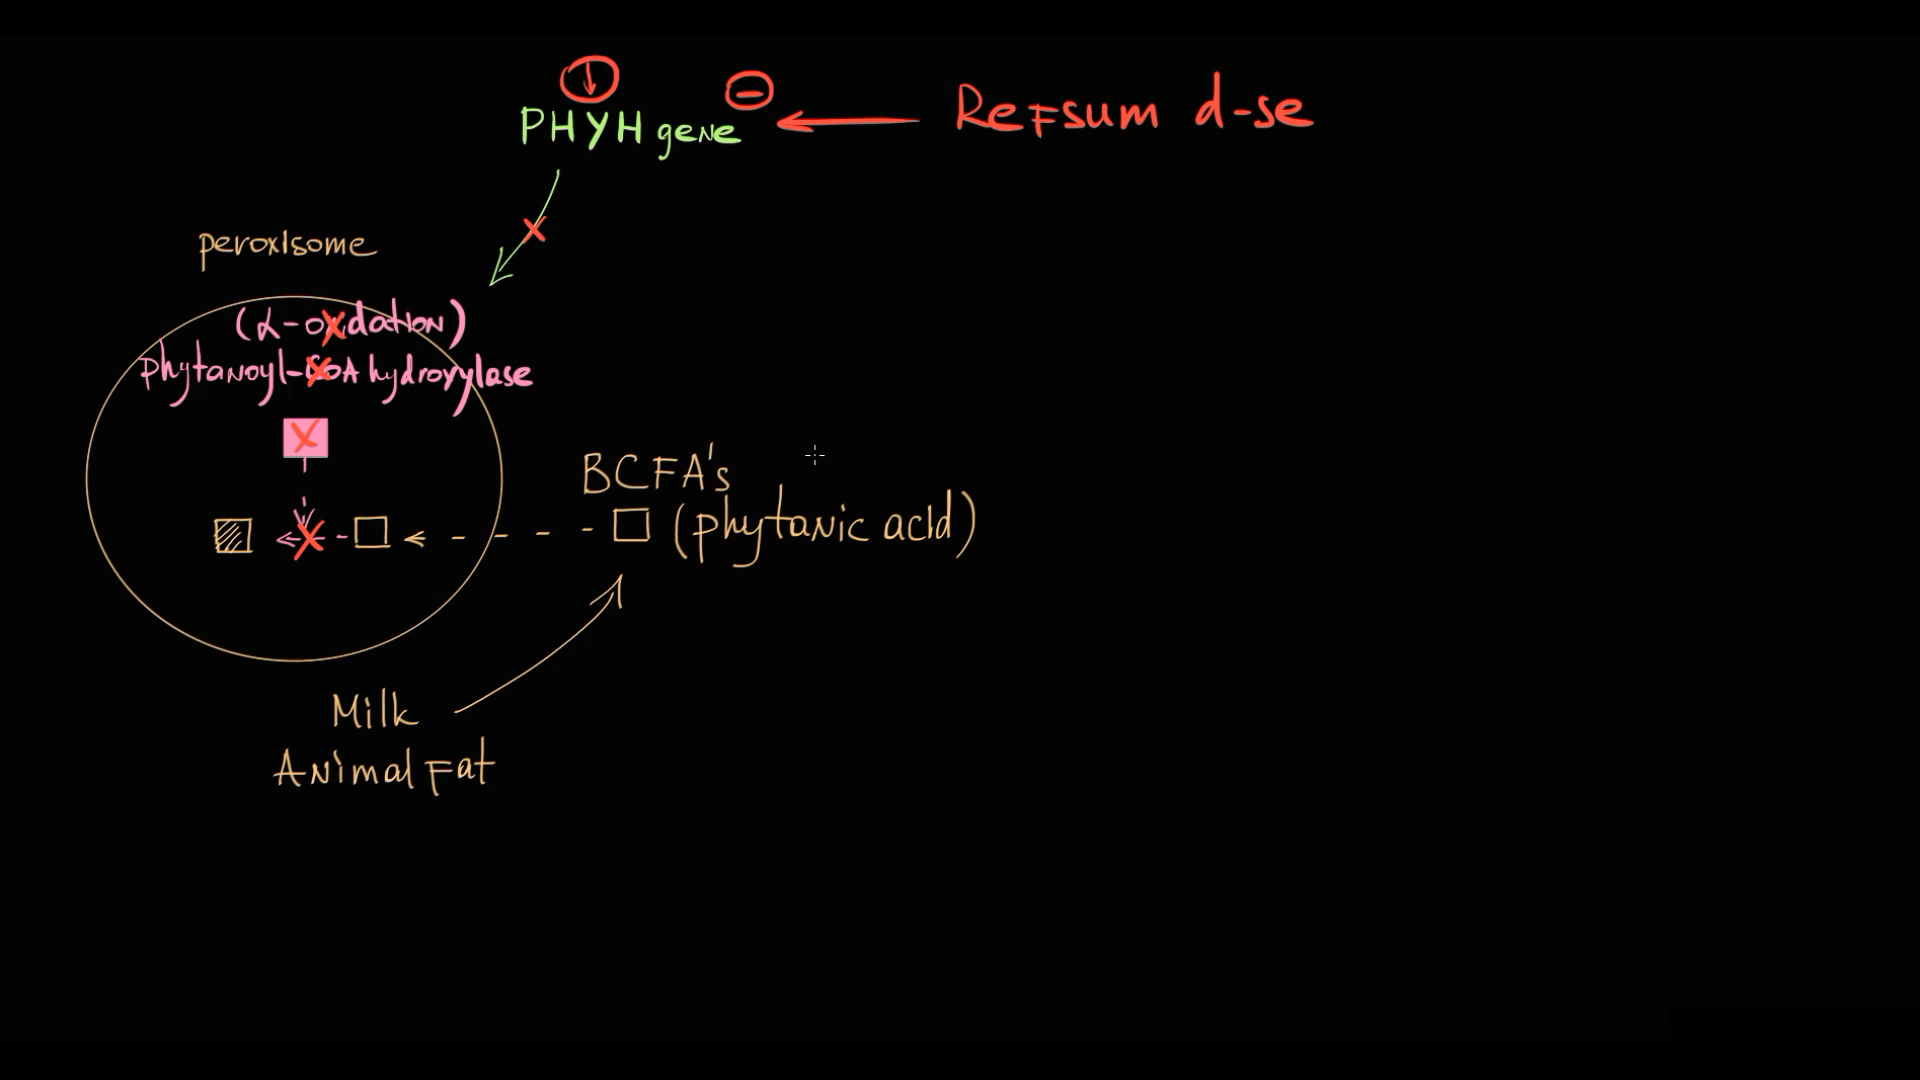 PHYH gene
Refsum d-se
peroxisome
(α-oxidation)
phytanoyl-CoA hydroxylase
BCFA's
(phytanic acid)
Milk
Animal Fat